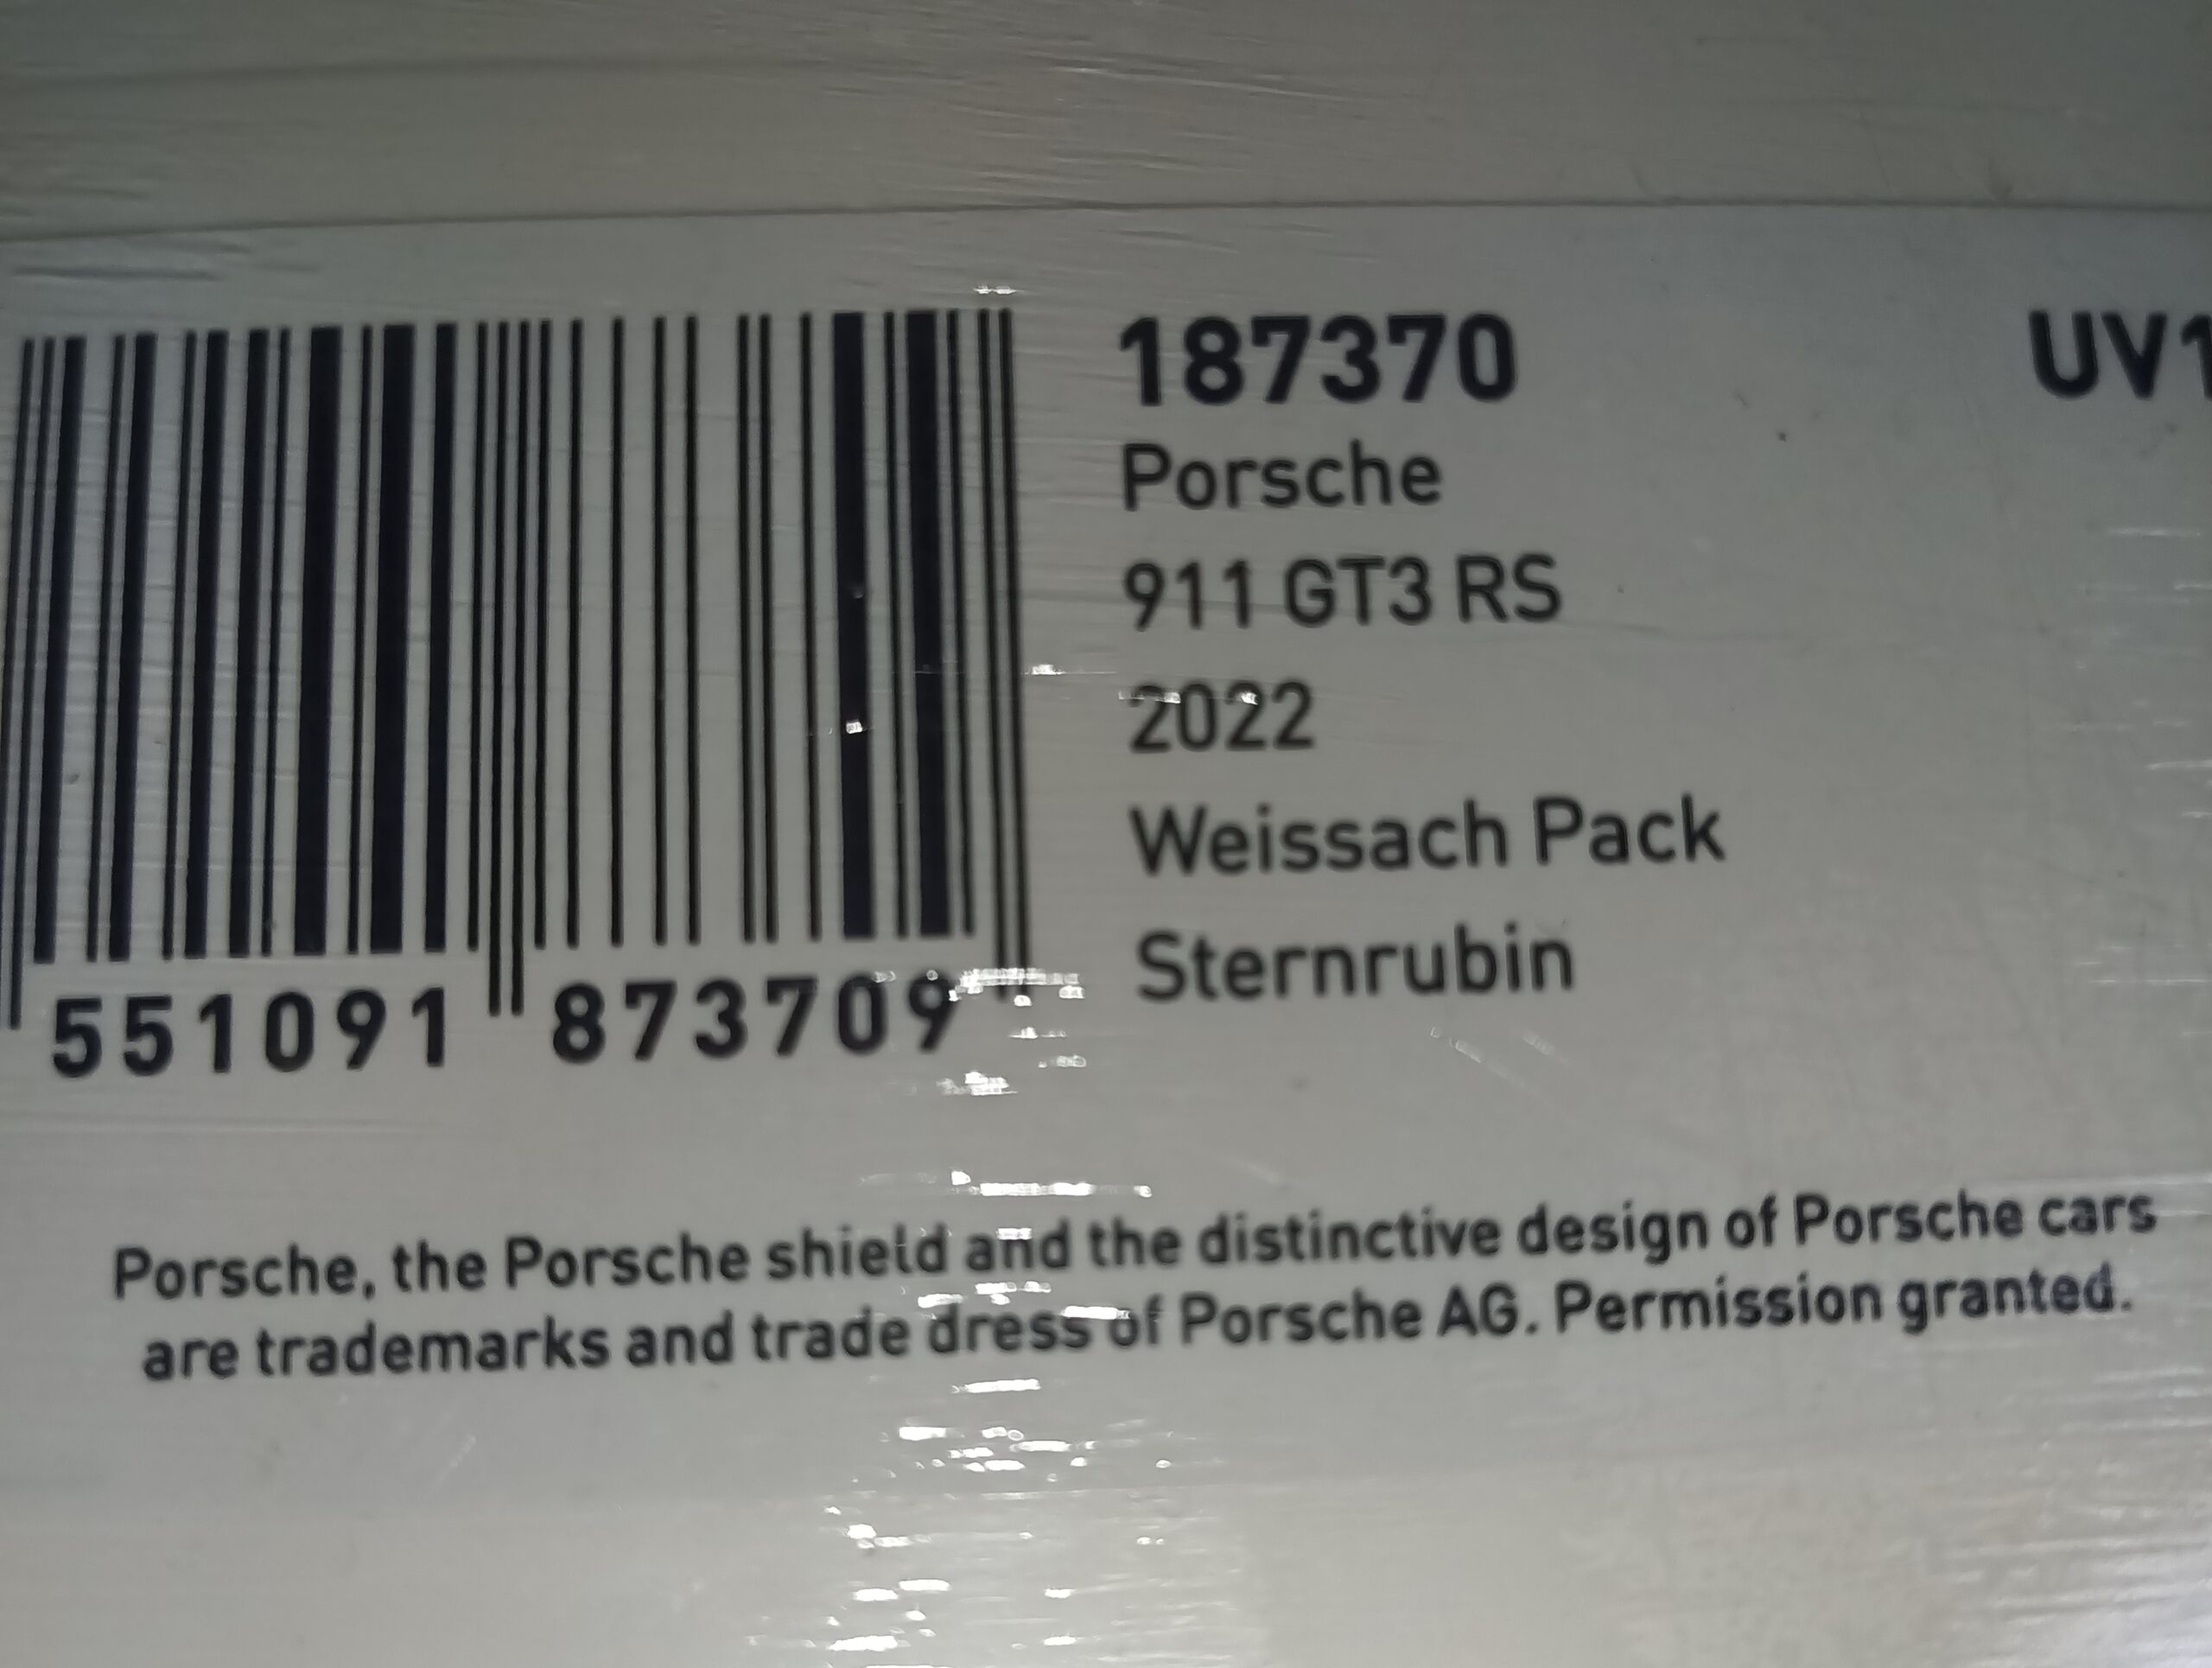 187370
UV1
Porsche
911 GT3 RS
2022
Weissach Pack
Sternrubin
551091 873709
Porsche, the Porsche shield and the distinctive design of Porsche cars
are trademarks and trade dress of Porsche AG. Permission granted.